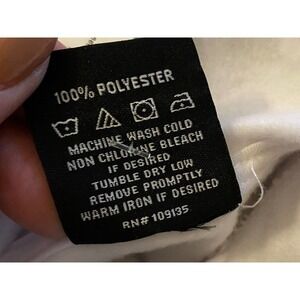 100% POLYESTER
MACHINE WASH COLD
NON CHLORINE BLEACH
IF DESIRED
TUMBLE DRY LOW
REMOVE PROMPTLY
WARM IRON IF DESIRED
RN# 109135